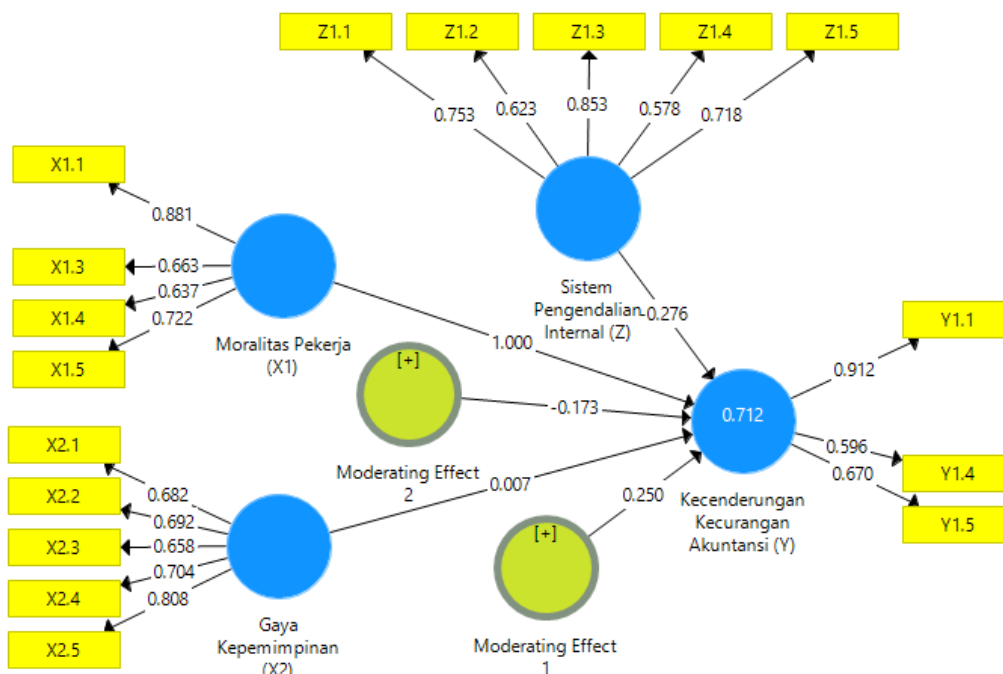 Z1.1
Z1.2
Z1.3
Z1.4
Z1.5
0.753
0.623
0.853
0.578
0.718
X1.1
X1.3
X1.4
X1.5
0.881
0.663
0.637
0.722
Moralitas Pekerja
(X1)
Sistem
Pengendalian
Internal (Z)
-0.276
1.000
[+]
-0.173
Moderating Effect
2
Y1.1
Y1.4
Y1.5
0.912
0.596
0.670
0.712
Kecenderungan
Kecurangan
Akuntansi (Y)
X2.1
X2.2
X2.3
X2.4
X2.5
0.682
0.692
0.658
0.704
0.808
Gaya
Kepemimpinan
(X2)
0.007
0.250
[+]
Moderating Effect
1